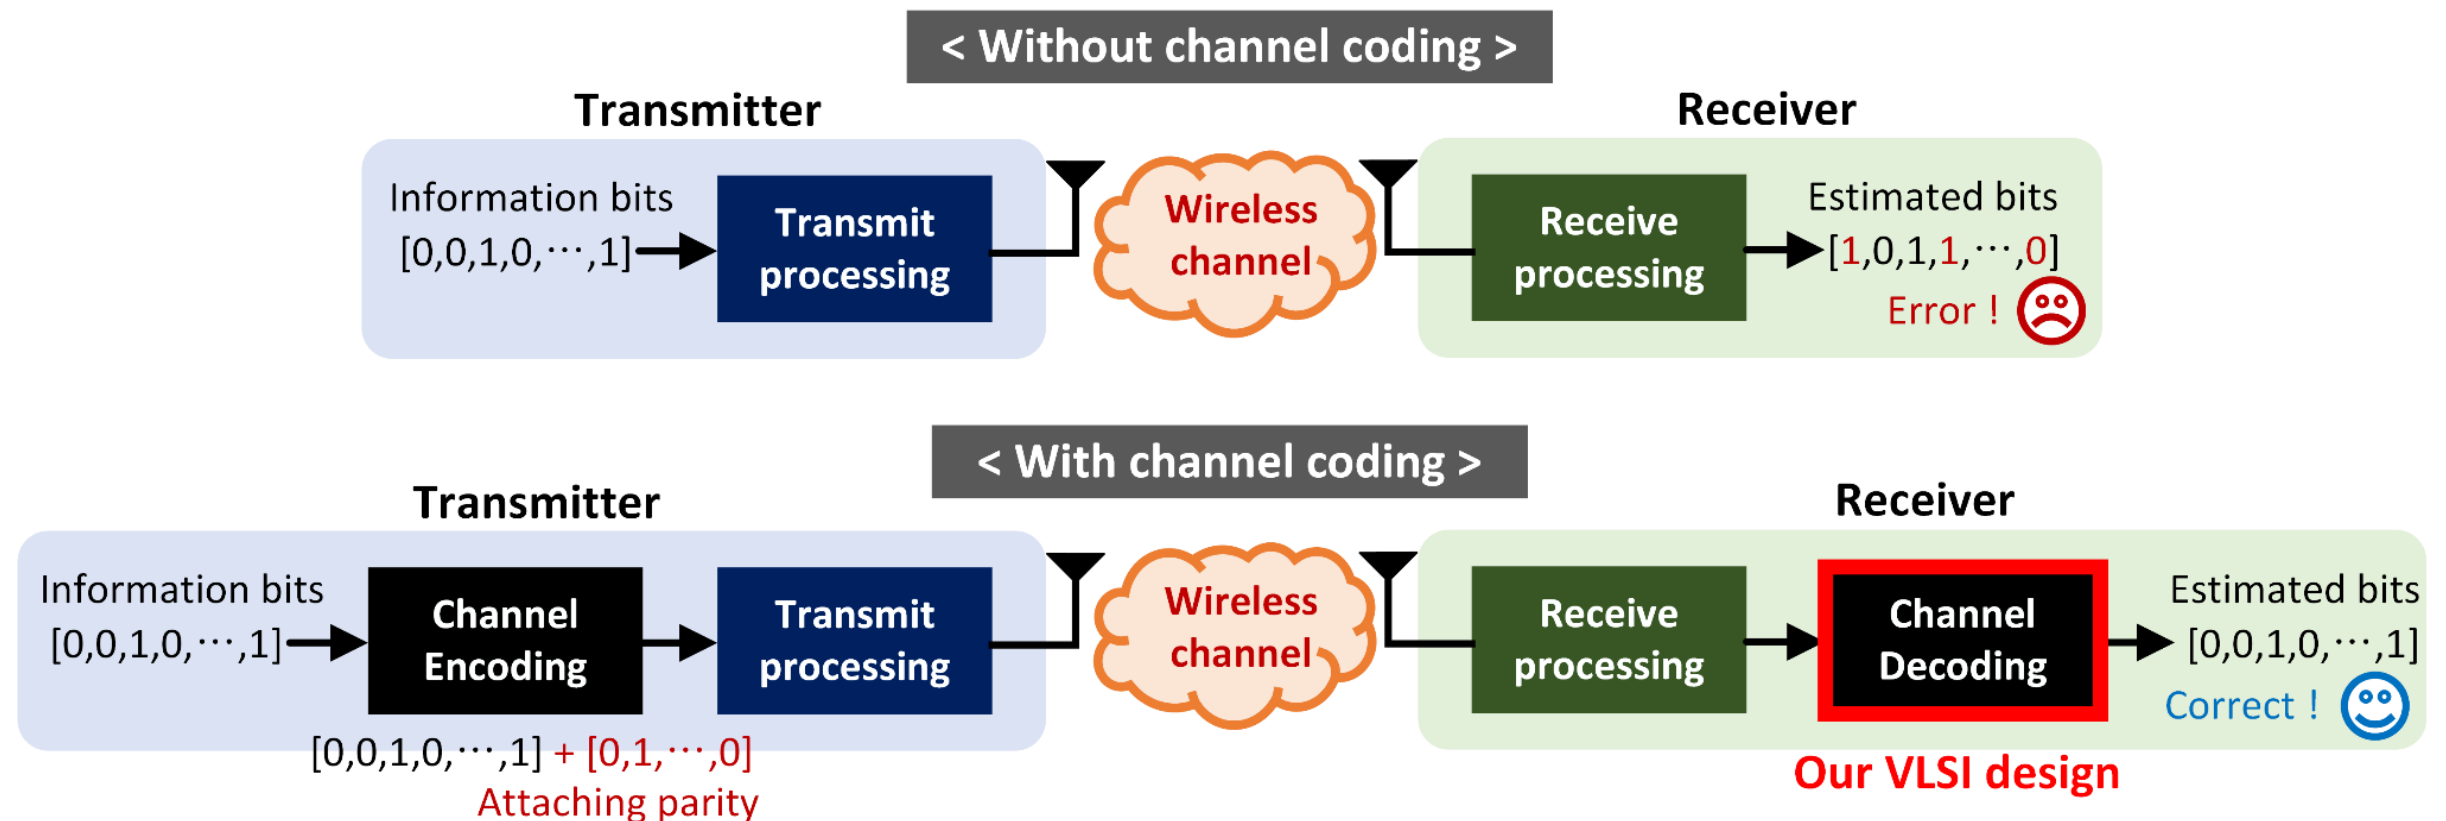 < Without channel coding >
Transmitter
Receiver
Information bits
[0,0,1,0,⋯,1]
Transmit
processing
Wireless
channel
Receive
processing
Estimated bits
[1,0,1,1,⋯,0]
Error !
< With channel coding >
Transmitter
Receiver
Information bits
[0,0,1,0,⋯,1]
Channel
Encoding
Transmit
processing
Wireless
channel
Receive
processing
Channel
Decoding
Estimated bits
[0,0,1,0,⋯,1]
Correct !
[0,0,1,0,⋯,1] + [0,1,⋯,0]
Attaching parity
Our VLSI design